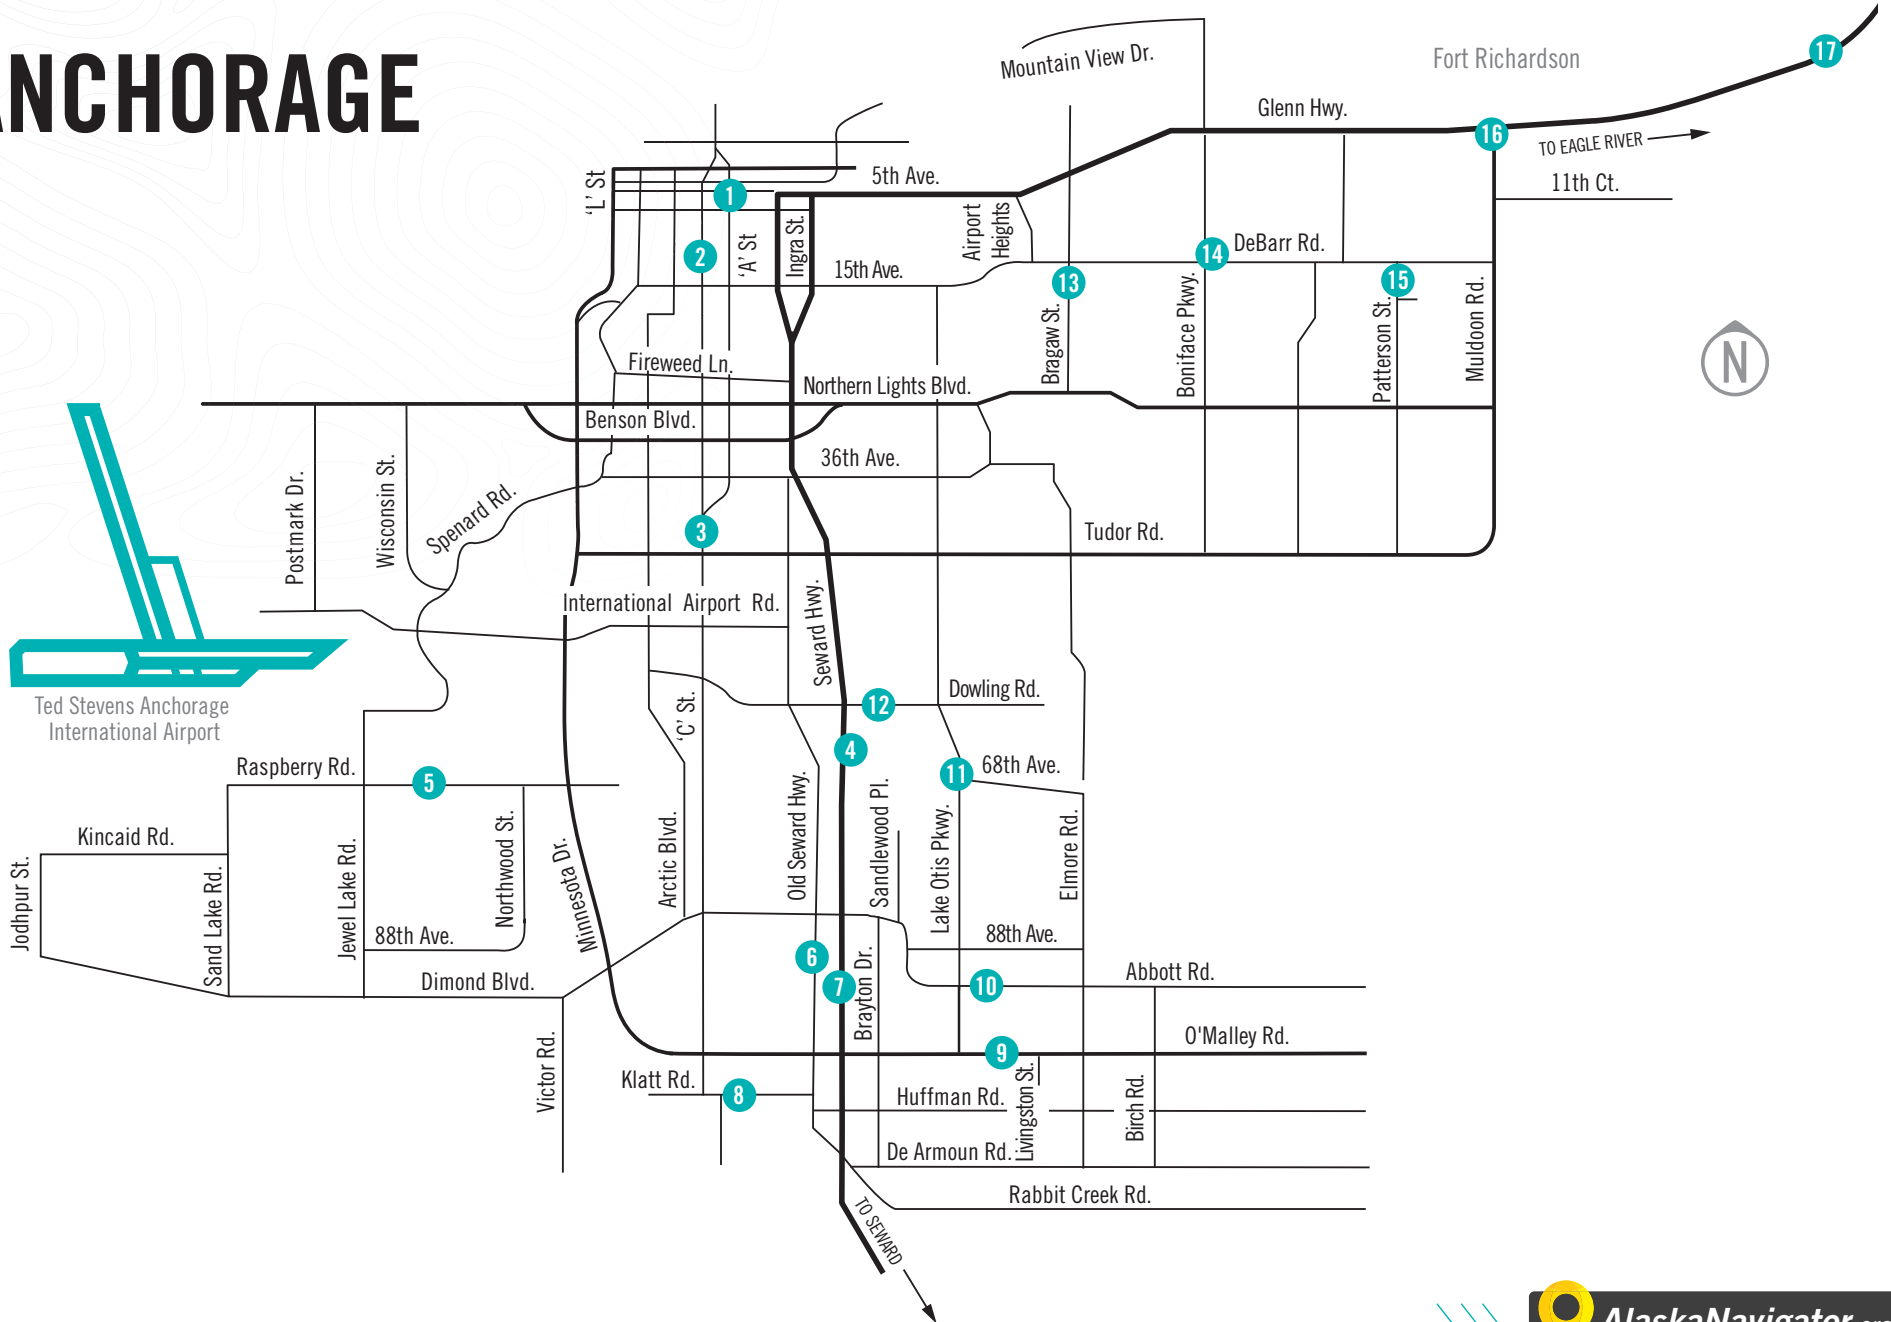 ANCHORAGE
Mountain View Dr.
Fort Richardson
17
Glenn Hwy.
16
TO EAGLE RIVER
5th Ave.
11th Ct.
'L' St
1
Airport
Heights
Ingra St.
'A' St
2
14
DeBarr Rd.
15th Ave.
13
15
Bragaw St.
Boniface Pkwy.
Patterson St.
Muldoon Rd.
N
Fireweed Ln.
Northern Lights Blvd.
Benson Blvd.
36th Ave.
Postmark Dr.
Wisconsin St.
Spenard Rd.
3
Tudor Rd.
International Airport Rd.
Seward Hwy.
Ted Stevens Anchorage
International Airport
'C' St.
12
Dowling Rd.
4
Raspberry Rd.
5
11
68th Ave.
Kincaid Rd.
Jodhpur St.
Sand Lake Rd.
Jewel Lake Rd.
Northwood St.
Minnesota Dr.
Arctic Blvd.
Old Seward Hwy.
Sandlewood Pl.
Lake Otis Pkwy.
Elmore Rd.
88th Ave.
88th Ave.
6
7
Brayton Dr.
10
Abbott Rd.
Dimond Blvd.
O'Malley Rd.
9
Victor Rd.
Klatt Rd.
8
Huffman Rd.
Livingston St.
Birch Rd.
De Armoun Rd.
Rabbit Creek Rd.
TO SEWARD
AlaskaNavigator.org